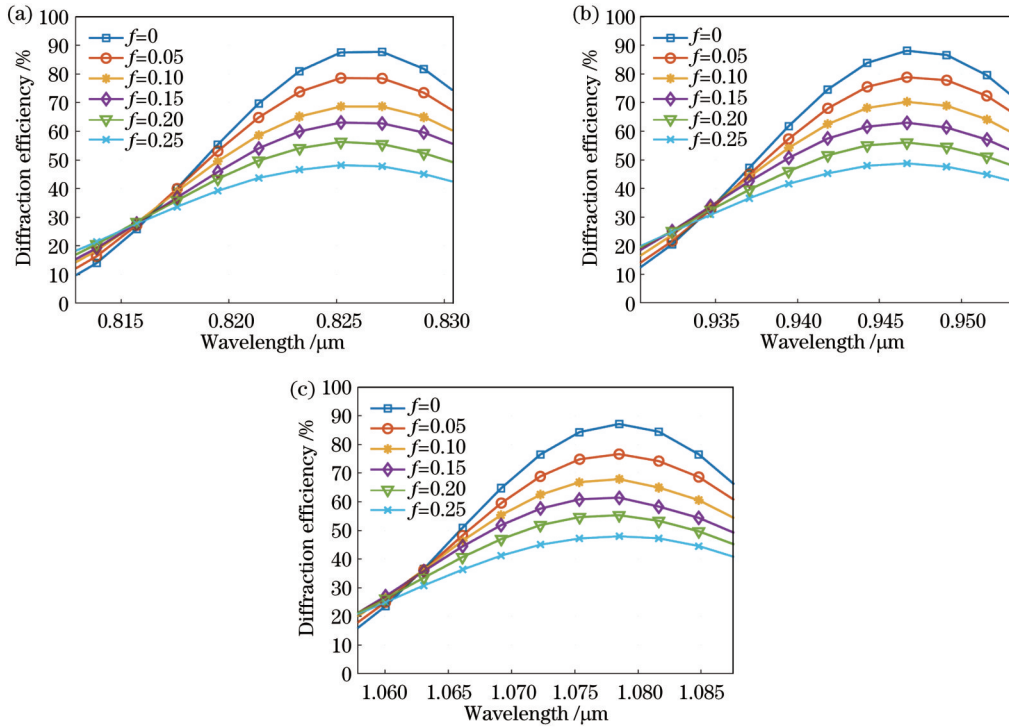 (a)
100
90
80
70
60
50
40
30
20
10
0
Diffraction efficiency /%
f=0
f=0.05
f=0.10
f=0.15
f=0.20
f=0.25
0.815 0.820 0.825 0.830
Wavelength /μm
(b)
100
90
80
70
60
50
40
30
20
10
0
Diffraction efficiency /%
f=0
f=0.05
f=0.10
f=0.15
f=0.20
f=0.25
0.935 0.940 0.945 0.950
Wavelength /μm
(c)
100
90
80
70
60
50
40
30
20
10
0
Diffraction efficiency /%
f=0
f=0.05
f=0.10
f=0.15
f=0.20
f=0.25
1.060 1.065 1.070 1.075 1.080 1.085
Wavelength /μm